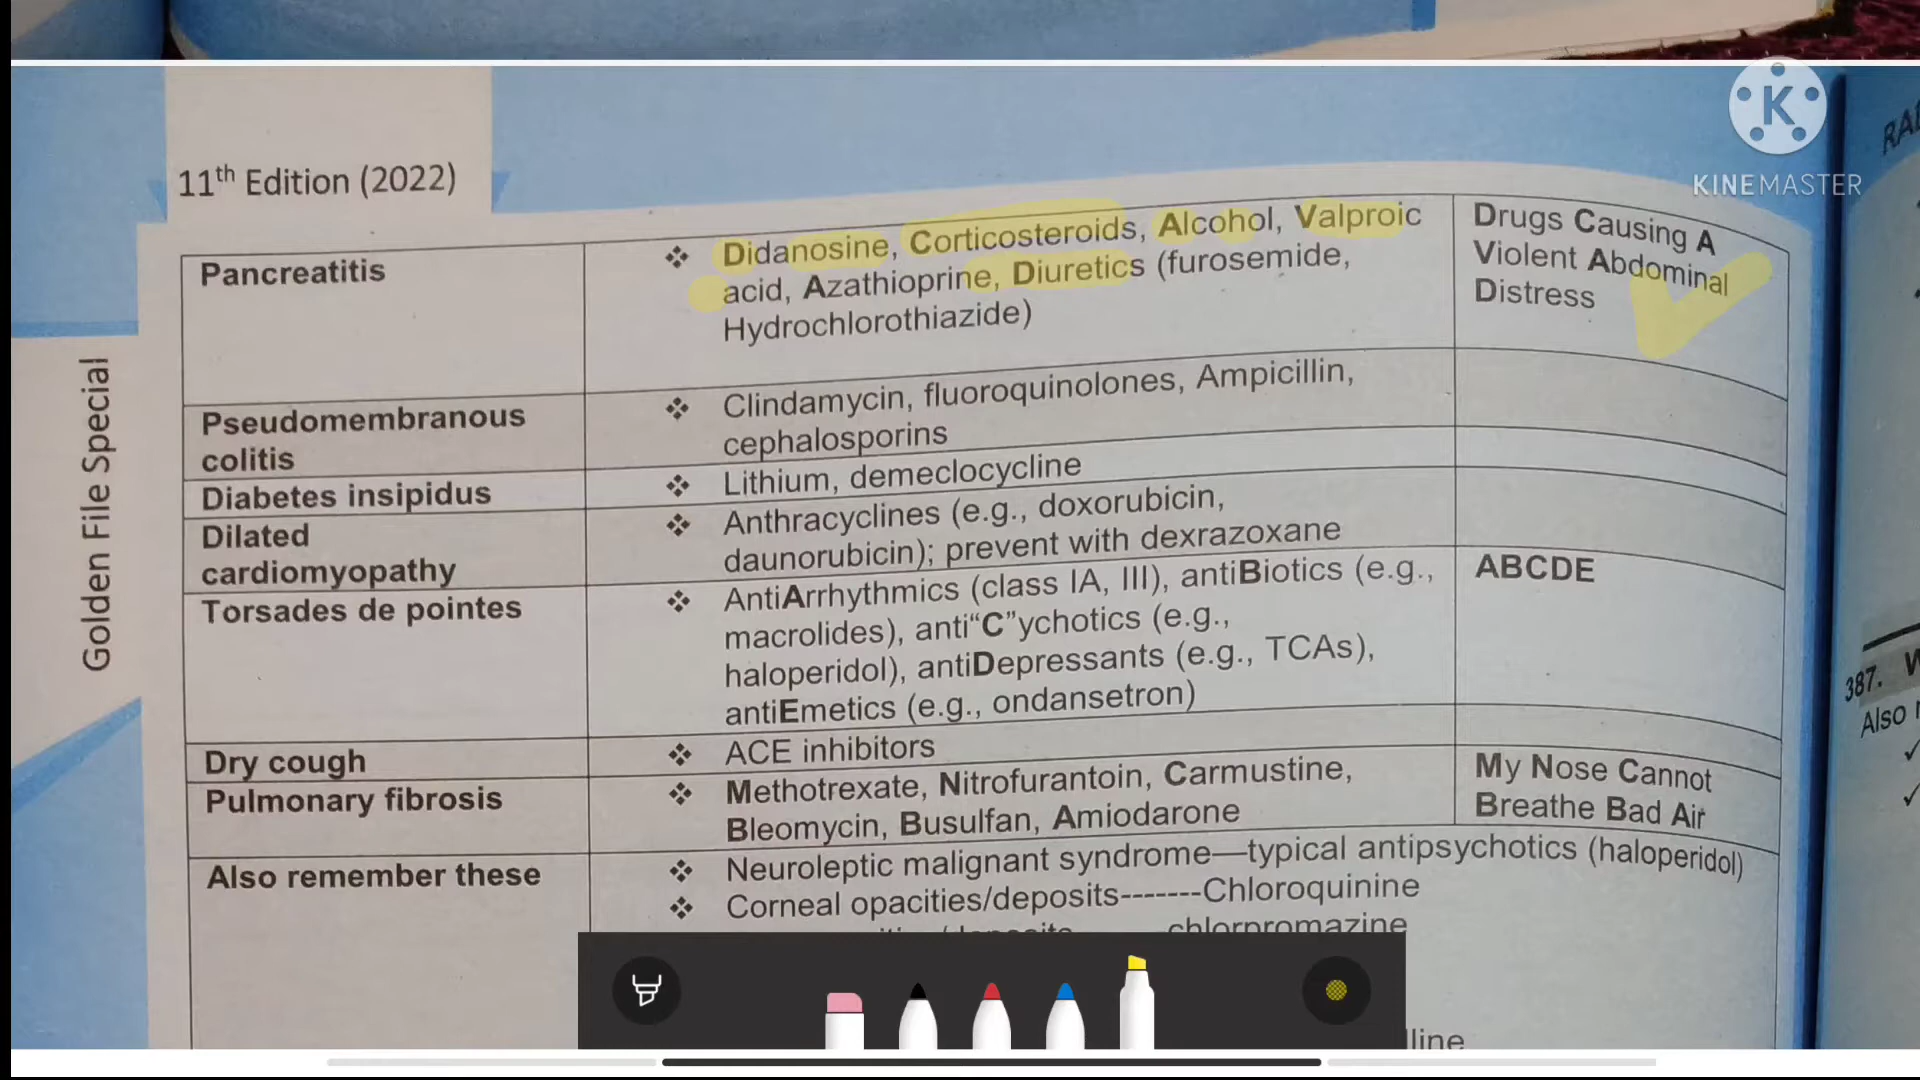 KINEMASTER
11th Edition (2022)
Golden File Special
Pancreatitis
❖ Didanosine, Corticosteroids, Alcohol, Valproic
acid, Azathioprine, Diuretics (furosemide,
Hydrochlorothiazide)
Drugs Causing A
Violent Abdominal
Distress
Pseudomembranous
colitis
❖ Clindamycin, fluoroquinolones, Ampicillin,
cephalosporins
Diabetes insipidus
❖ Lithium, demeclocycline
Dilated
cardiomyopathy
❖ Anthracyclines (e.g., doxorubicin,
daunorubicin); prevent with dexrazoxane
Torsades de pointes
❖ AntiArrhythmics (class IA, III), antiBiotics (e.g.,
macrolides), anti“C”ychotics (e.g.,
haloperidol), antiDepressants (e.g., TCAs),
antiEmetics (e.g., ondansetron)
ABCDE
Dry cough
❖ ACE inhibitors
Pulmonary fibrosis
❖ Methotrexate, Nitrofurantoin, Carmustine,
Bleomycin, Busulfan, Amiodarone
My Nose Cannot
Breathe Bad Air
Also remember these
❖ Neuroleptic malignant syndrome—typical antipsychotics (haloperidol)
❖ Corneal opacities/deposits-------Chloroquinine
chlorpromazine
387.
Also